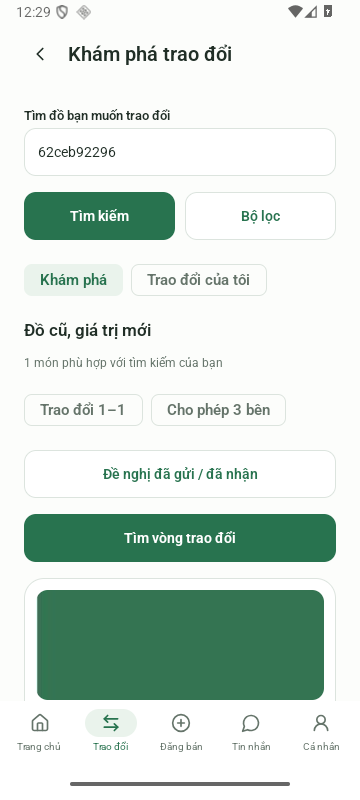 12:29
Khám phá trao đổi
Tìm đồ bạn muốn trao đổi
62ceb92296
Tìm kiếm
Bộ lọc
Khám phá
Trao đổi của tôi
Đồ cũ, giá trị mới
1 món phù hợp với tìm kiếm của bạn
Trao đổi 1–1
Cho phép 3 bên
Đề nghị đã gửi / đã nhận
Tìm vòng trao đổi
Trang chủ
Trao đổi
Đăng bán
Tin nhắn
Cá nhân